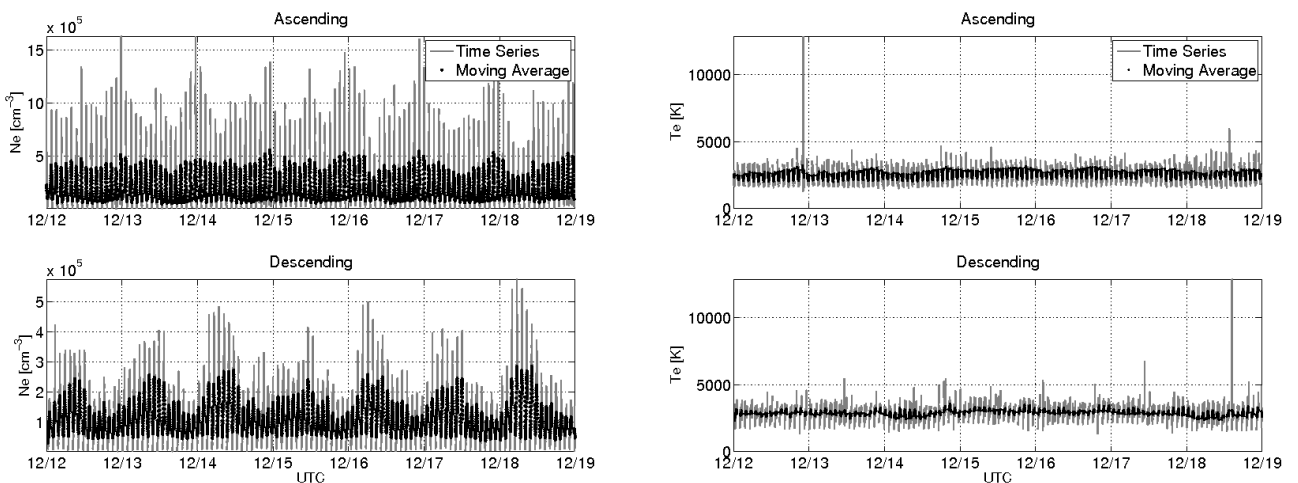 Ascending
x 10⁵
Time Series
Moving Average
15
10
5
Ne [cm⁻³]
12/12 12/13 12/14 12/15 12/16 12/17 12/18 12/19
Ascending
Time Series
Moving Average
10000
5000
0
Te [K]
12/12 12/13 12/14 12/15 12/16 12/17 12/18 12/19
Descending
x 10⁵
5
4
3
2
1
Ne [cm⁻³]
12/12 12/13 12/14 12/15 12/16 12/17 12/18 12/19
UTC
Descending
10000
5000
0
Te [K]
12/12 12/13 12/14 12/15 12/16 12/17 12/18 12/19
UTC